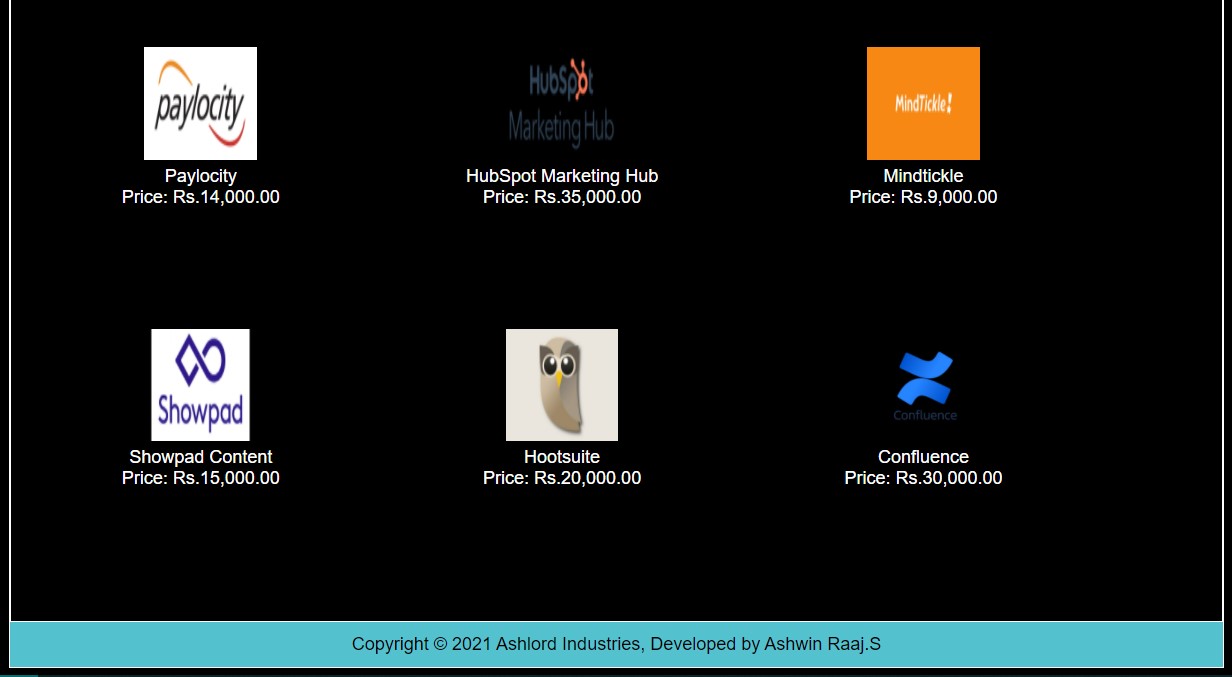 paylocity
HubSpot
Marketing Hub
MindTickle!
Paylocity
HubSpot Marketing Hub
Mindtickle
Price: Rs.14,000.00
Price: Rs.35,000.00
Price: Rs.9,000.00
Showpad
Confluence
Showpad Content
Hootsuite
Confluence
Price: Rs.15,000.00
Price: Rs.20,000.00
Price: Rs.30,000.00
Copyright © 2021 Ashlord Industries, Developed by Ashwin Raaj.S